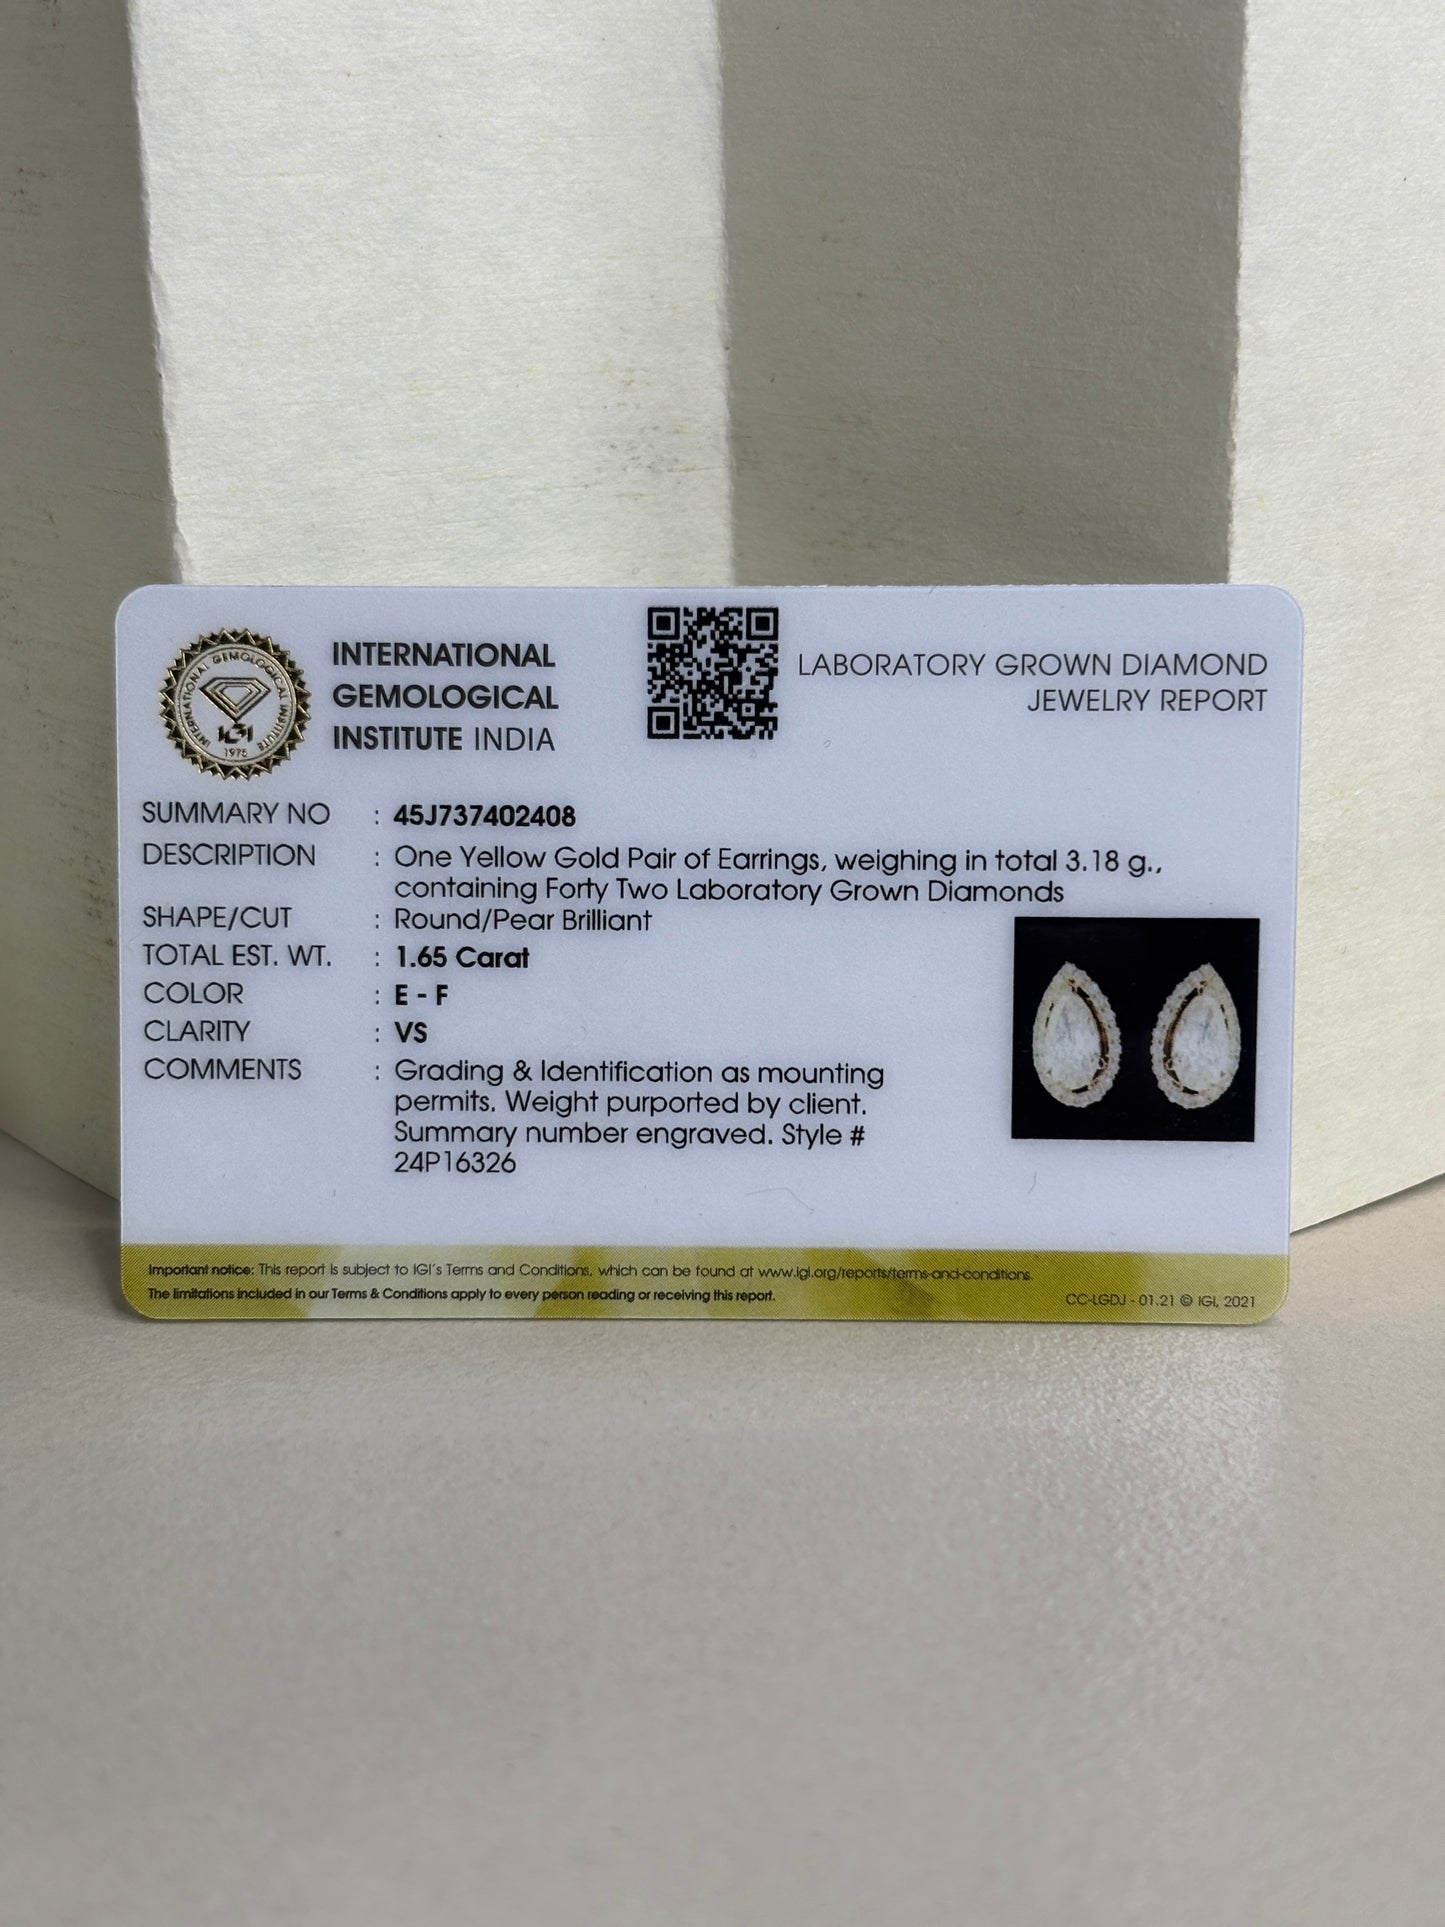 INTERNATIONAL GEMOLOGICAL INSTITUTE
IGI
1975
INTERNATIONAL
GEMOLOGICAL
INSTITUTE INDIA
LABORATORY GROWN DIAMOND
JEWELRY REPORT
SUMMARY NO : 45J737402408
DESCRIPTION : One Yellow Gold Pair of Earrings, weighing in total 3.18 g.,
containing Forty Two Laboratory Grown Diamonds
SHAPE/CUT : Round/Pear Brilliant
TOTAL EST. WT. : 1.65 Carat
COLOR : E - F
CLARITY : VS
COMMENTS : Grading & Identification as mounting
permits. Weight purported by client.
Summary number engraved. Style #
24P16326
Important notice: This report is subject to IGI's Terms and Conditions, which can be found at www.igi.org/reports/terms-and-conditions.
The limitations included in our Terms & Conditions apply to every person reading or receiving this report.
CC-LGDJ - 01.21 © IGI, 2021